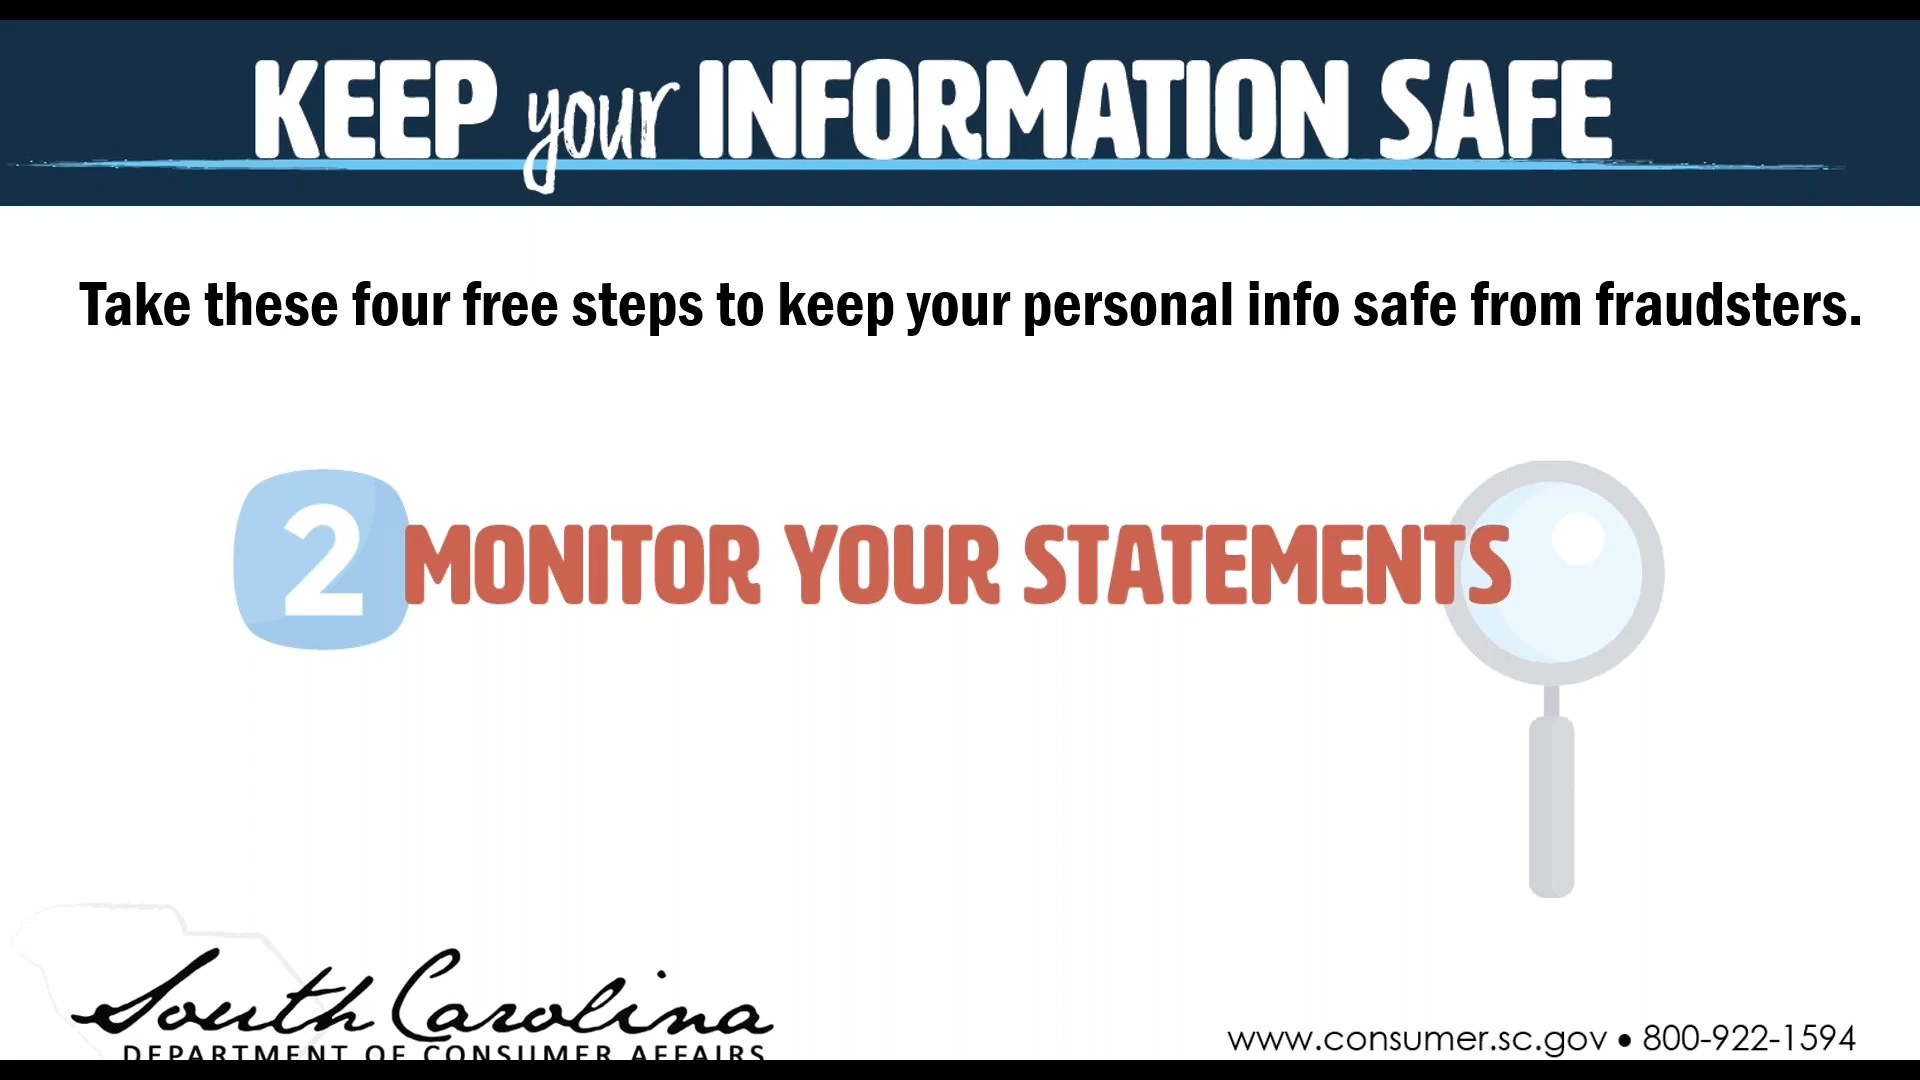 KEEP your INFORMATION SAFE
Take these four free steps to keep your personal info safe from fraudsters.
2 MONITOR YOUR STATEMENTS
South Carolina
DEPARTMENT OF CONSUMER AFFAIRS
www.consumer.sc.gov • 800-922-1594